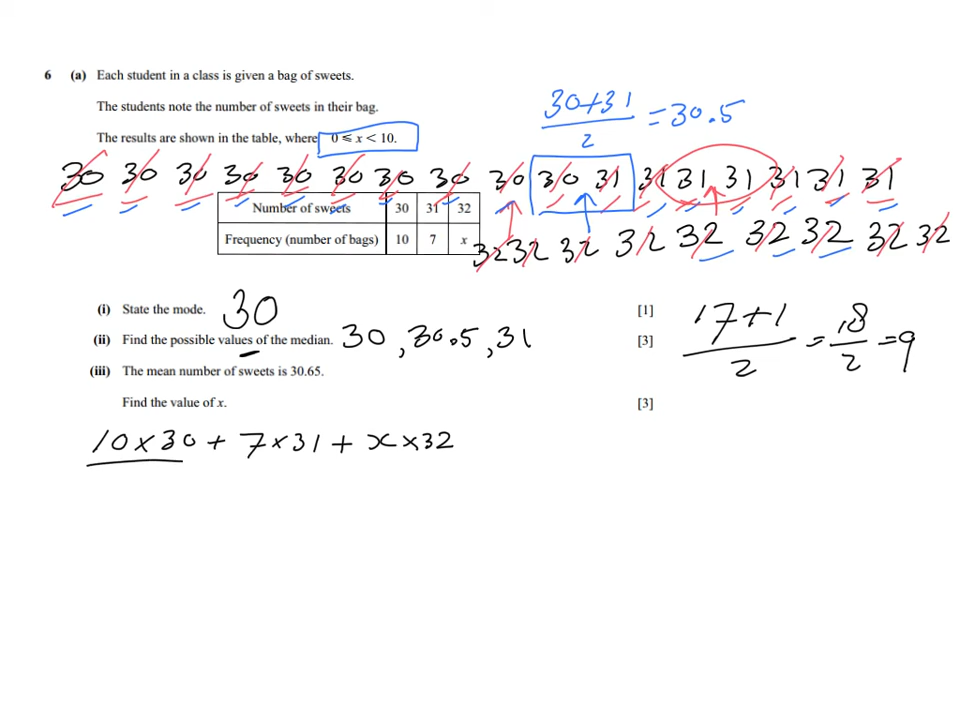 6 (a) Each student in a class is given a bag of sweets.
The students note the number of sweets in their bag.
30+31
2
=30.5
The results are shown in the table, where 0 ⩽ x < 10.
30 30 30 30 30 30 30 30 30 30 31 31 31 31 31 31 31
Number of sweets 30 31 32
Frequency (number of bags) 10 7 x
32 32 32 32 32 32 32 32 32
(i) State the mode. 30 [1]
(ii) Find the possible values of the median. 30, 30.5, 31 [3]
17+1
2
= 18
2
=9
(iii) The mean number of sweets is 30.65.
Find the value of x. [3]
10×30 + 7×31 + x×32